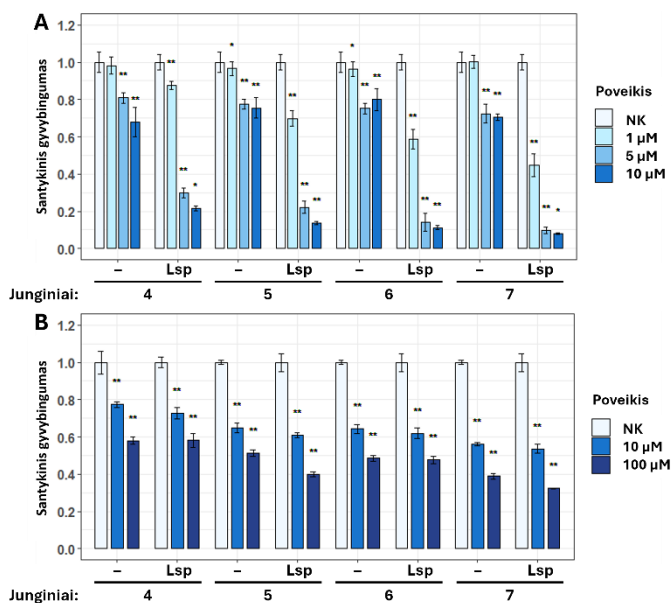 A
1.2
1.0
0.8
0.6
0.4
0.2
0.0
Santykinis gyvybingumas
** ** ** ** * * ** ** ** ** * ** ** ** ** ** ** ** ** ** *
Poveikis
NK
1 µM
5 µM
10 µM
– Lsp – Lsp – Lsp – Lsp
Junginiai: 4 5 6 7
B
1.2
1.0
0.8
0.6
0.4
0.2
0.0
Santykinis gyvybingumas
** ** ** ** ** ** ** ** ** ** ** ** ** ** ** **
Poveikis
NK
10 µM
100 µM
– Lsp – Lsp – Lsp – Lsp
Junginiai: 4 5 6 7